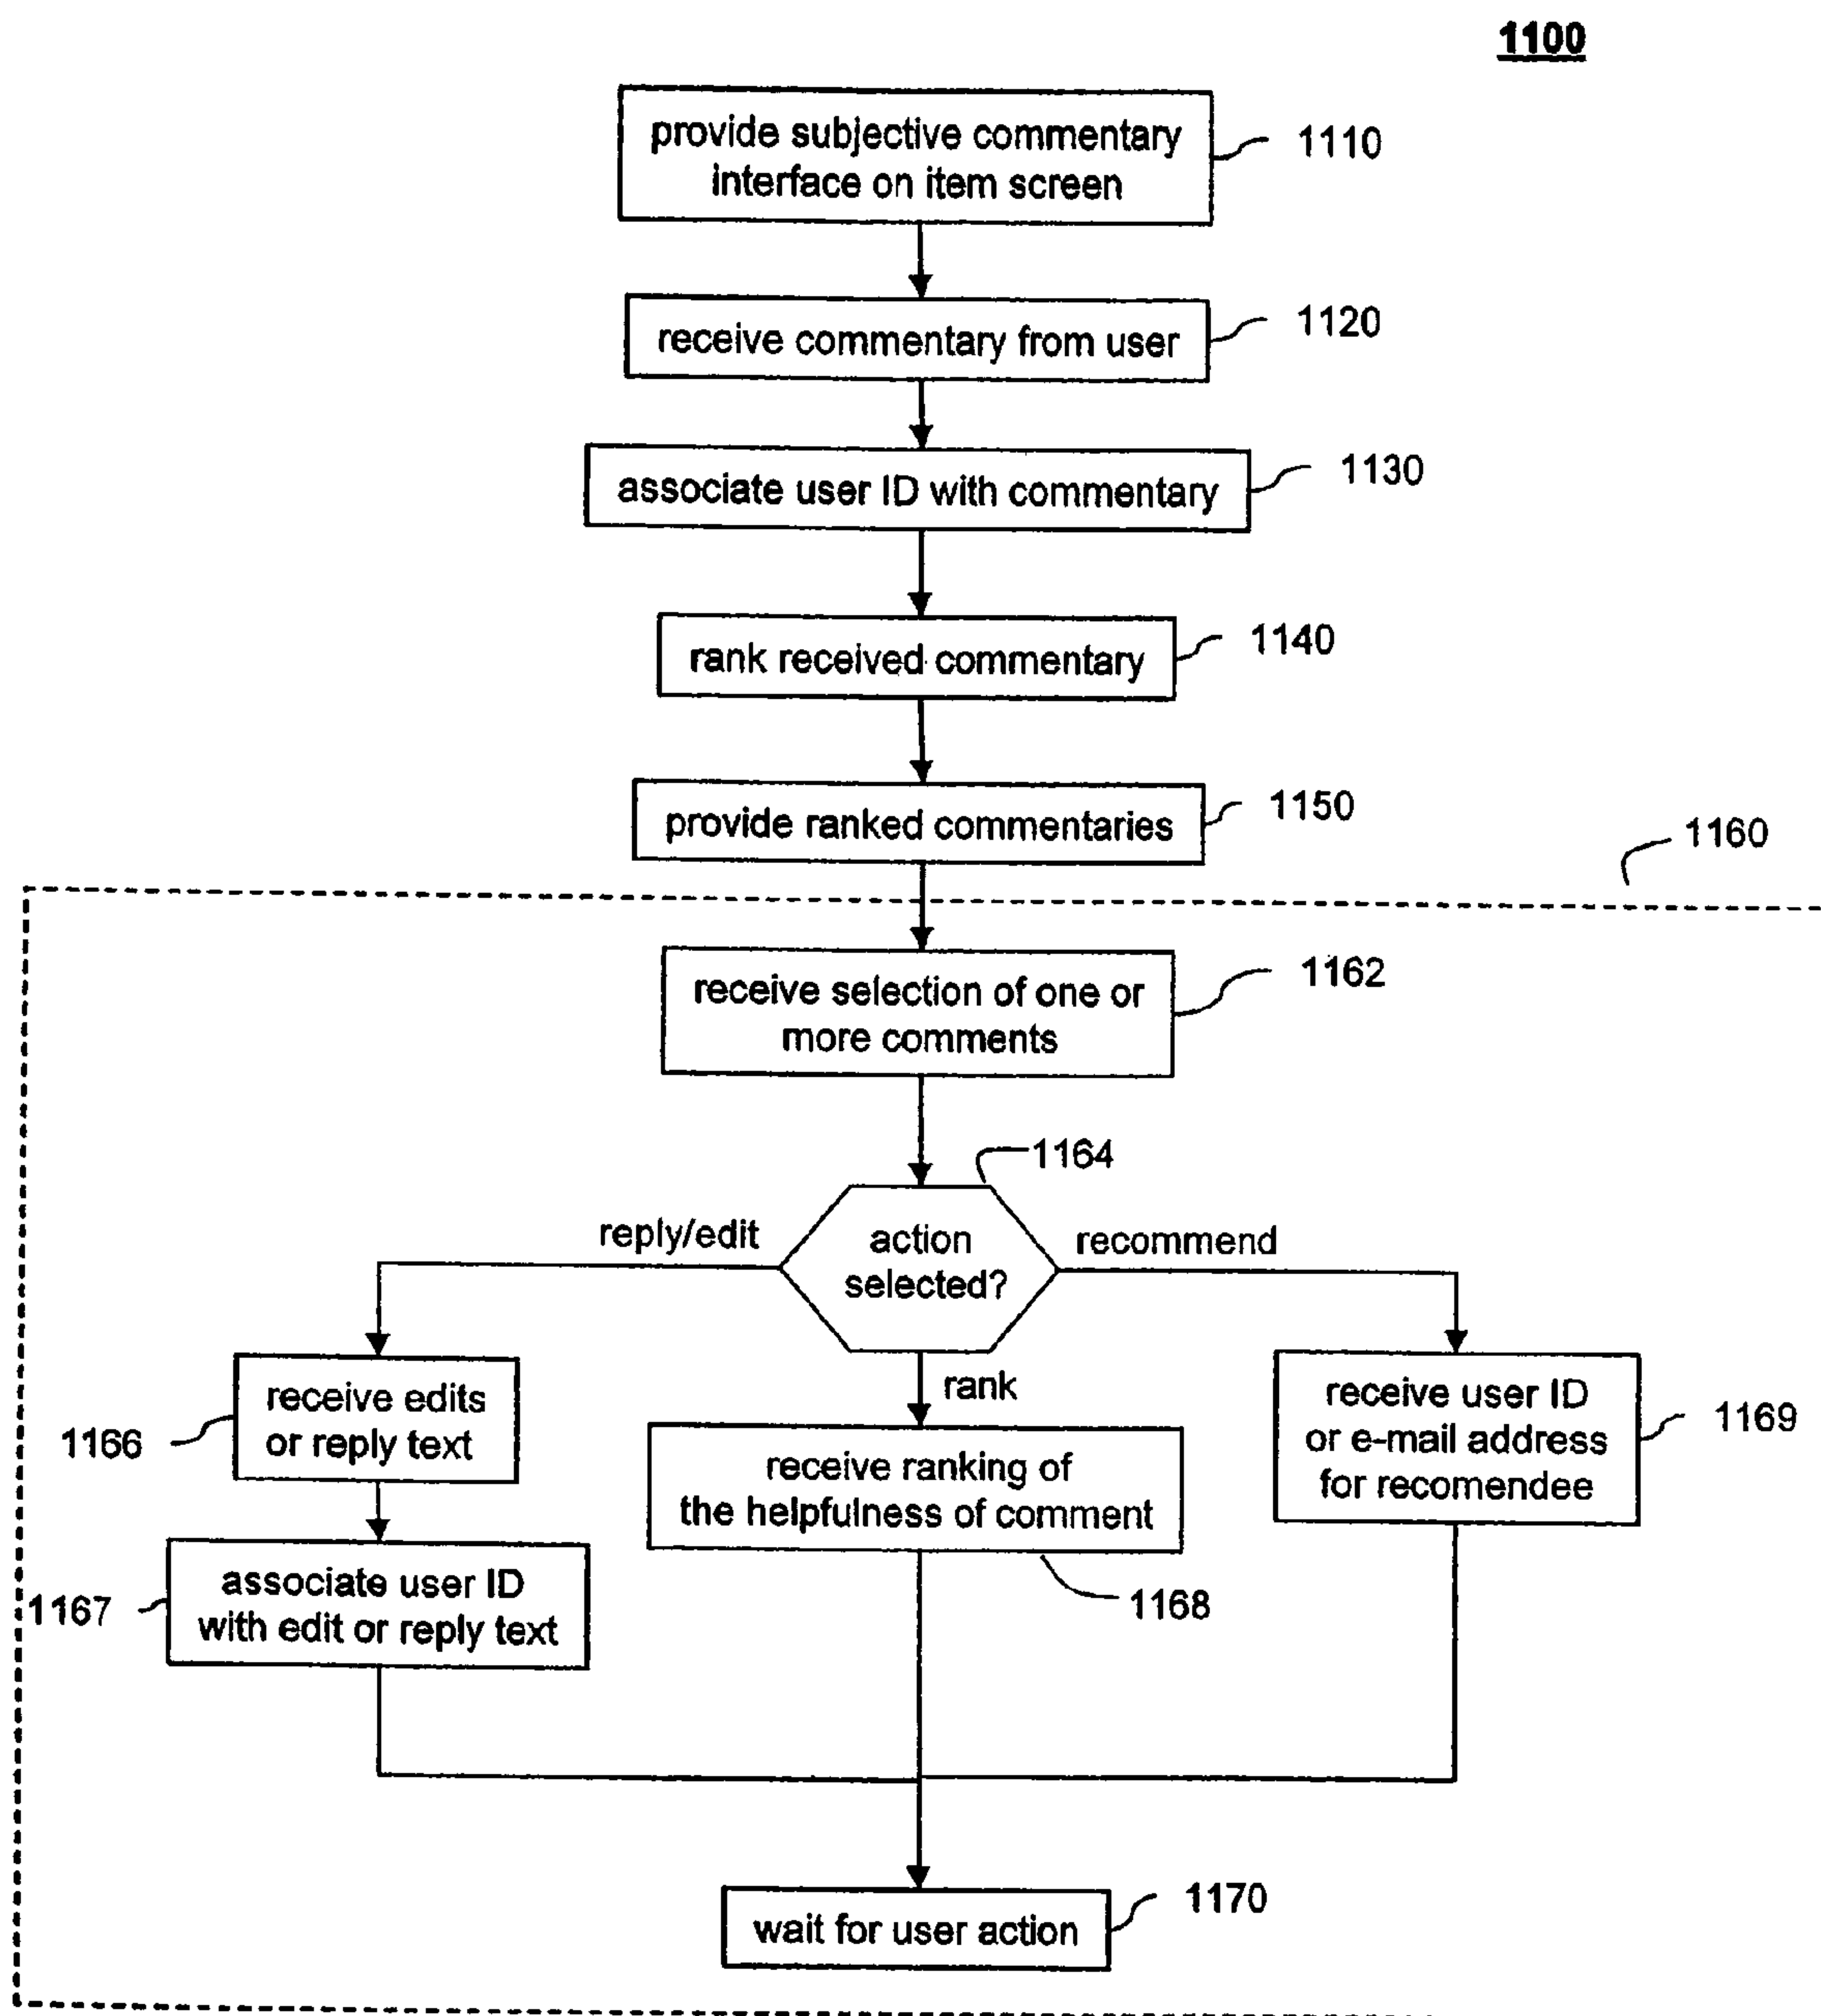 1100
provide subjective commentary
interface on item screen
1110
receive commentary from user
1120
associate user ID with commentary
1130
rank received commentary
1140
provide ranked commentaries
1150
1160
receive selection of one or
more comments
1162
1164
action
selected?
reply/edit
recommend
rank
receive edits
or reply text
1166
receive ranking of
the helpfulness of comment
1168
receive user ID
or e-mail address
for recomendee
1169
associate user ID
with edit or reply text
1167
wait for user action
1170